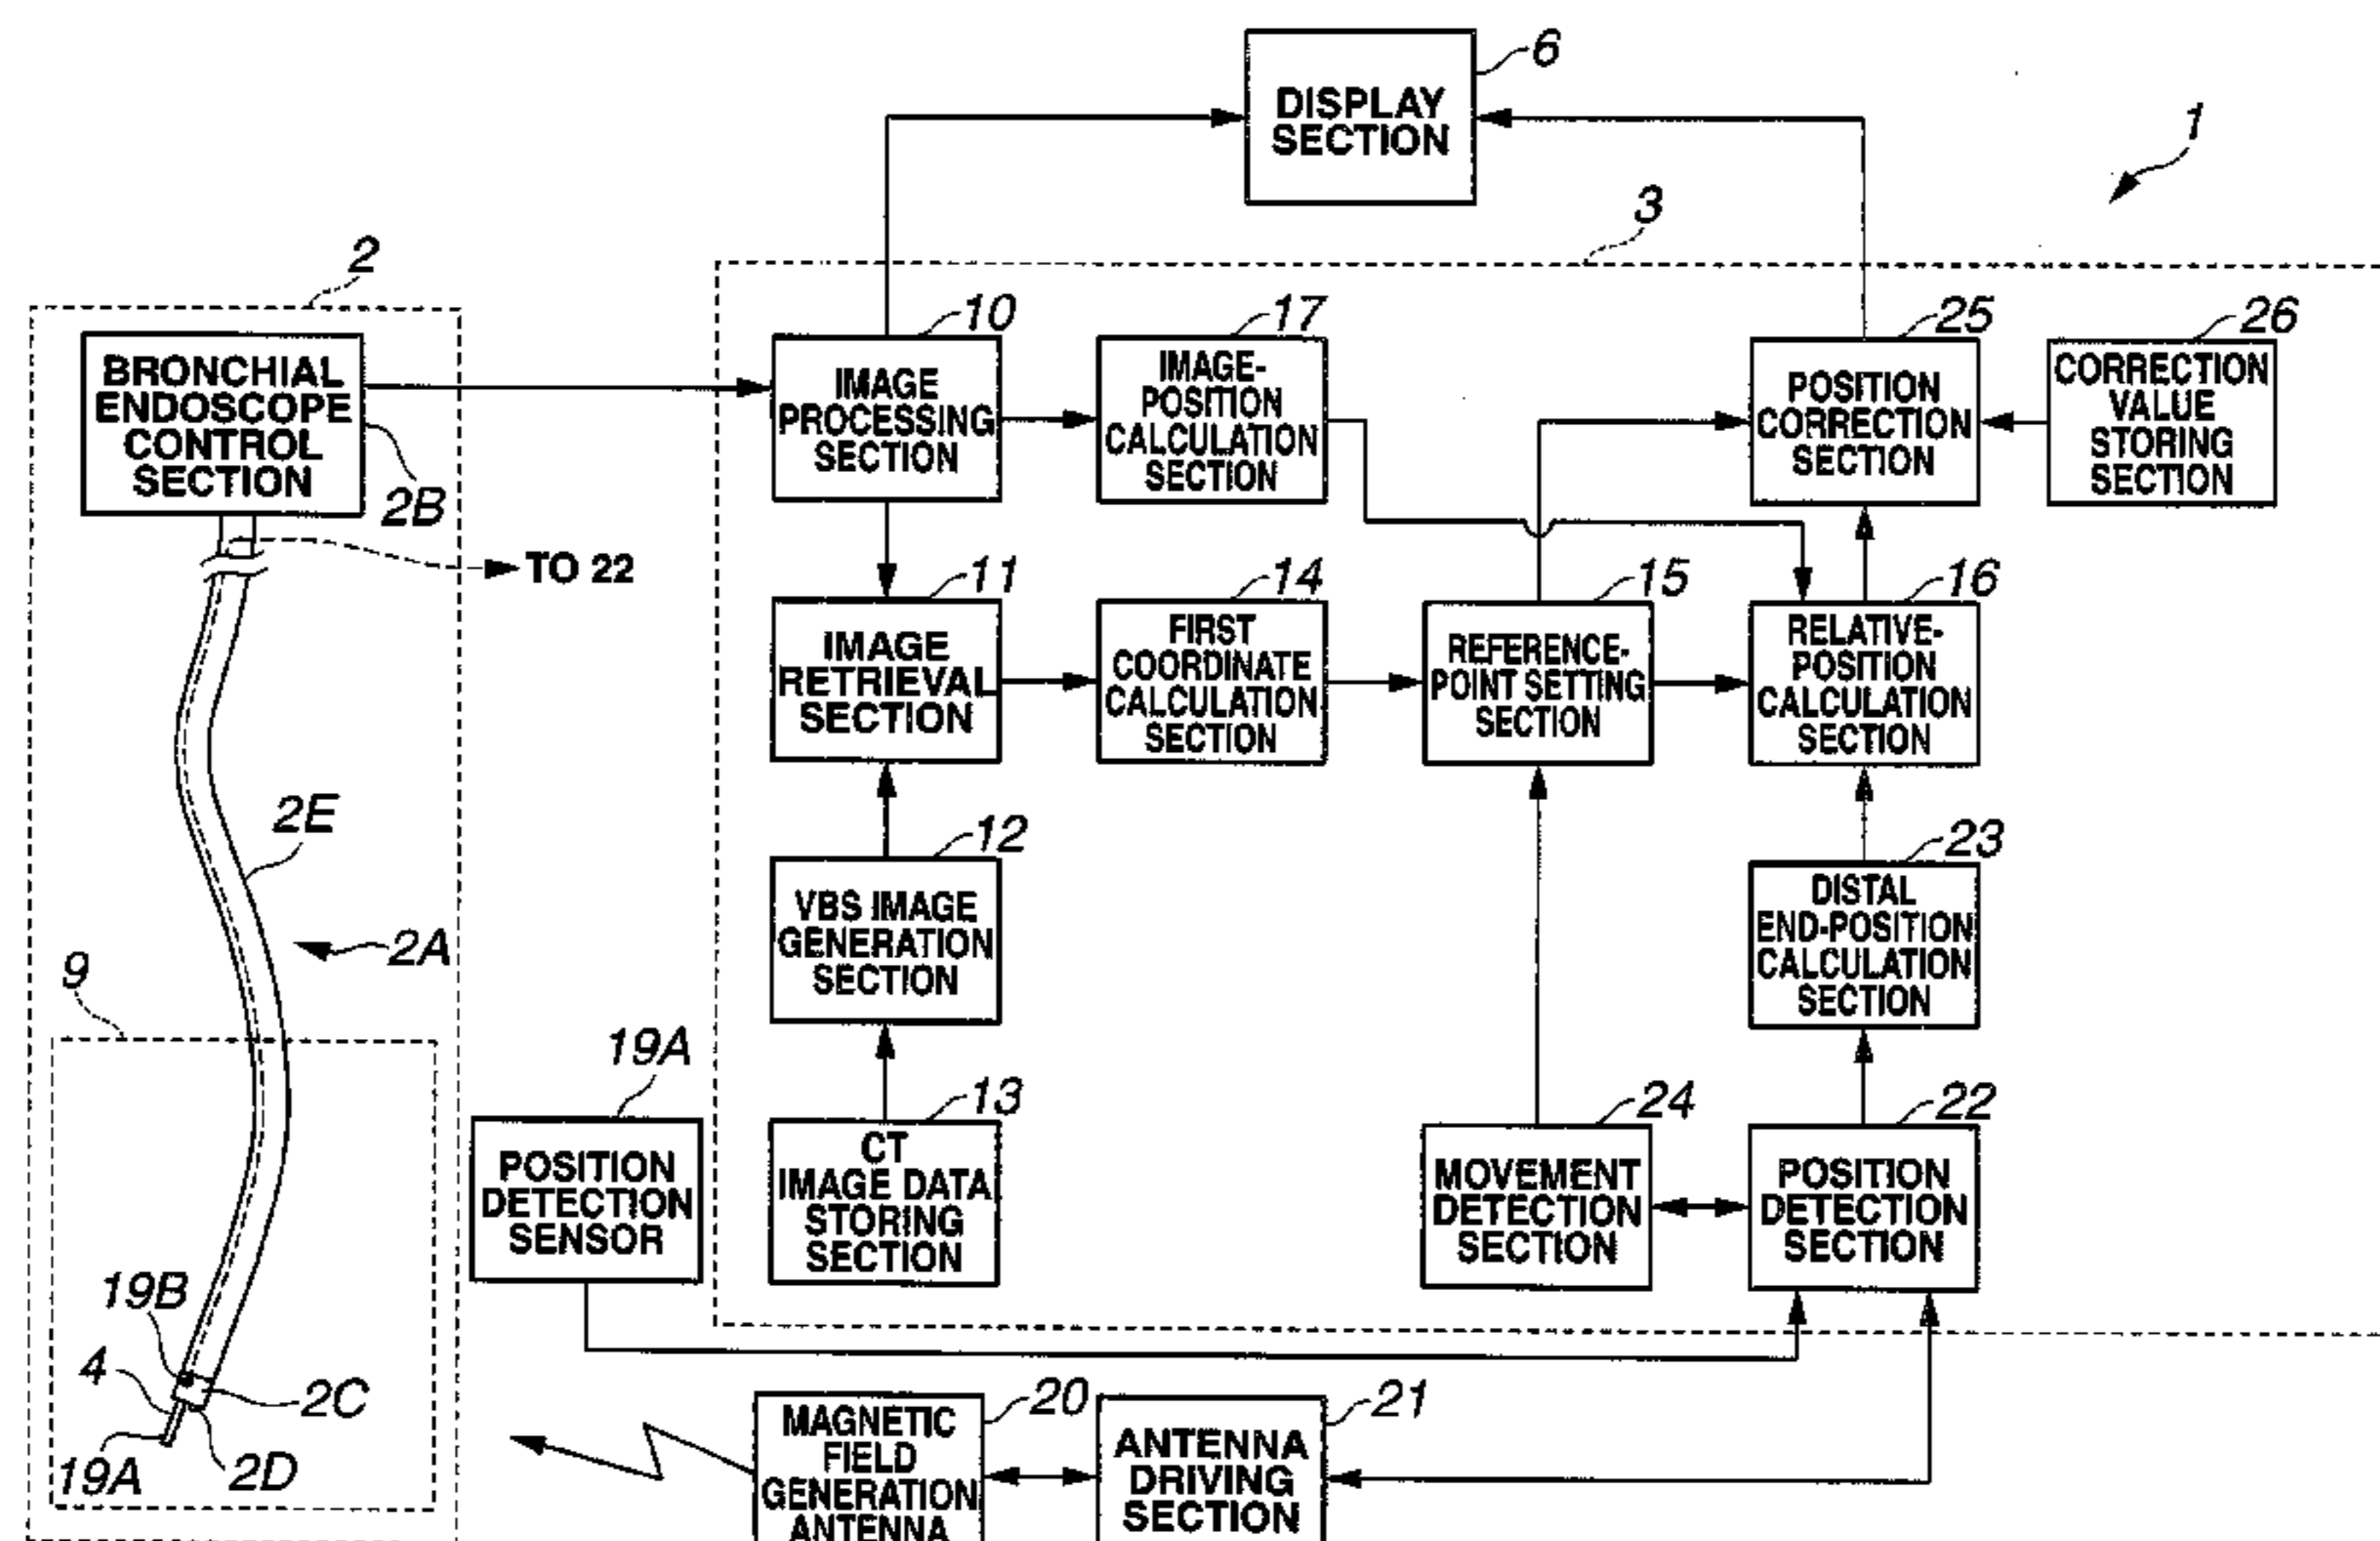 6
DISPLAY
SECTION
1
3
2
BRONCHIAL
ENDOSCOPE
CONTROL
SECTION
2B
10
IMAGE
PROCESSING
SECTION
17
IMAGE-
POSITION
CALCULATION
SECTION
25
POSITION
CORRECTION
SECTION
26
CORRECTION
VALUE
STORING
SECTION
TO 22
11
IMAGE
RETRIEVAL
SECTION
14
FIRST
COORDINATE
CALCULATION
SECTION
15
REFERENCE-
POINT SETTING
SECTION
16
RELATIVE-
POSITION
CALCULATION
SECTION
2E
2A
12
VBS IMAGE
GENERATION
SECTION
23
DISTAL
END-POSITION
CALCULATION
SECTION
9
19A
POSITION
DETECTION
SENSOR
13
CT
IMAGE DATA
STORING
SECTION
24
MOVEMENT
DETECTION
SECTION
22
POSITION
DETECTION
SECTION
19B
4
2C
19A
2D
20
MAGNETIC
FIELD
GENERATION
ANTENNA
21
ANTENNA
DRIVING
SECTION